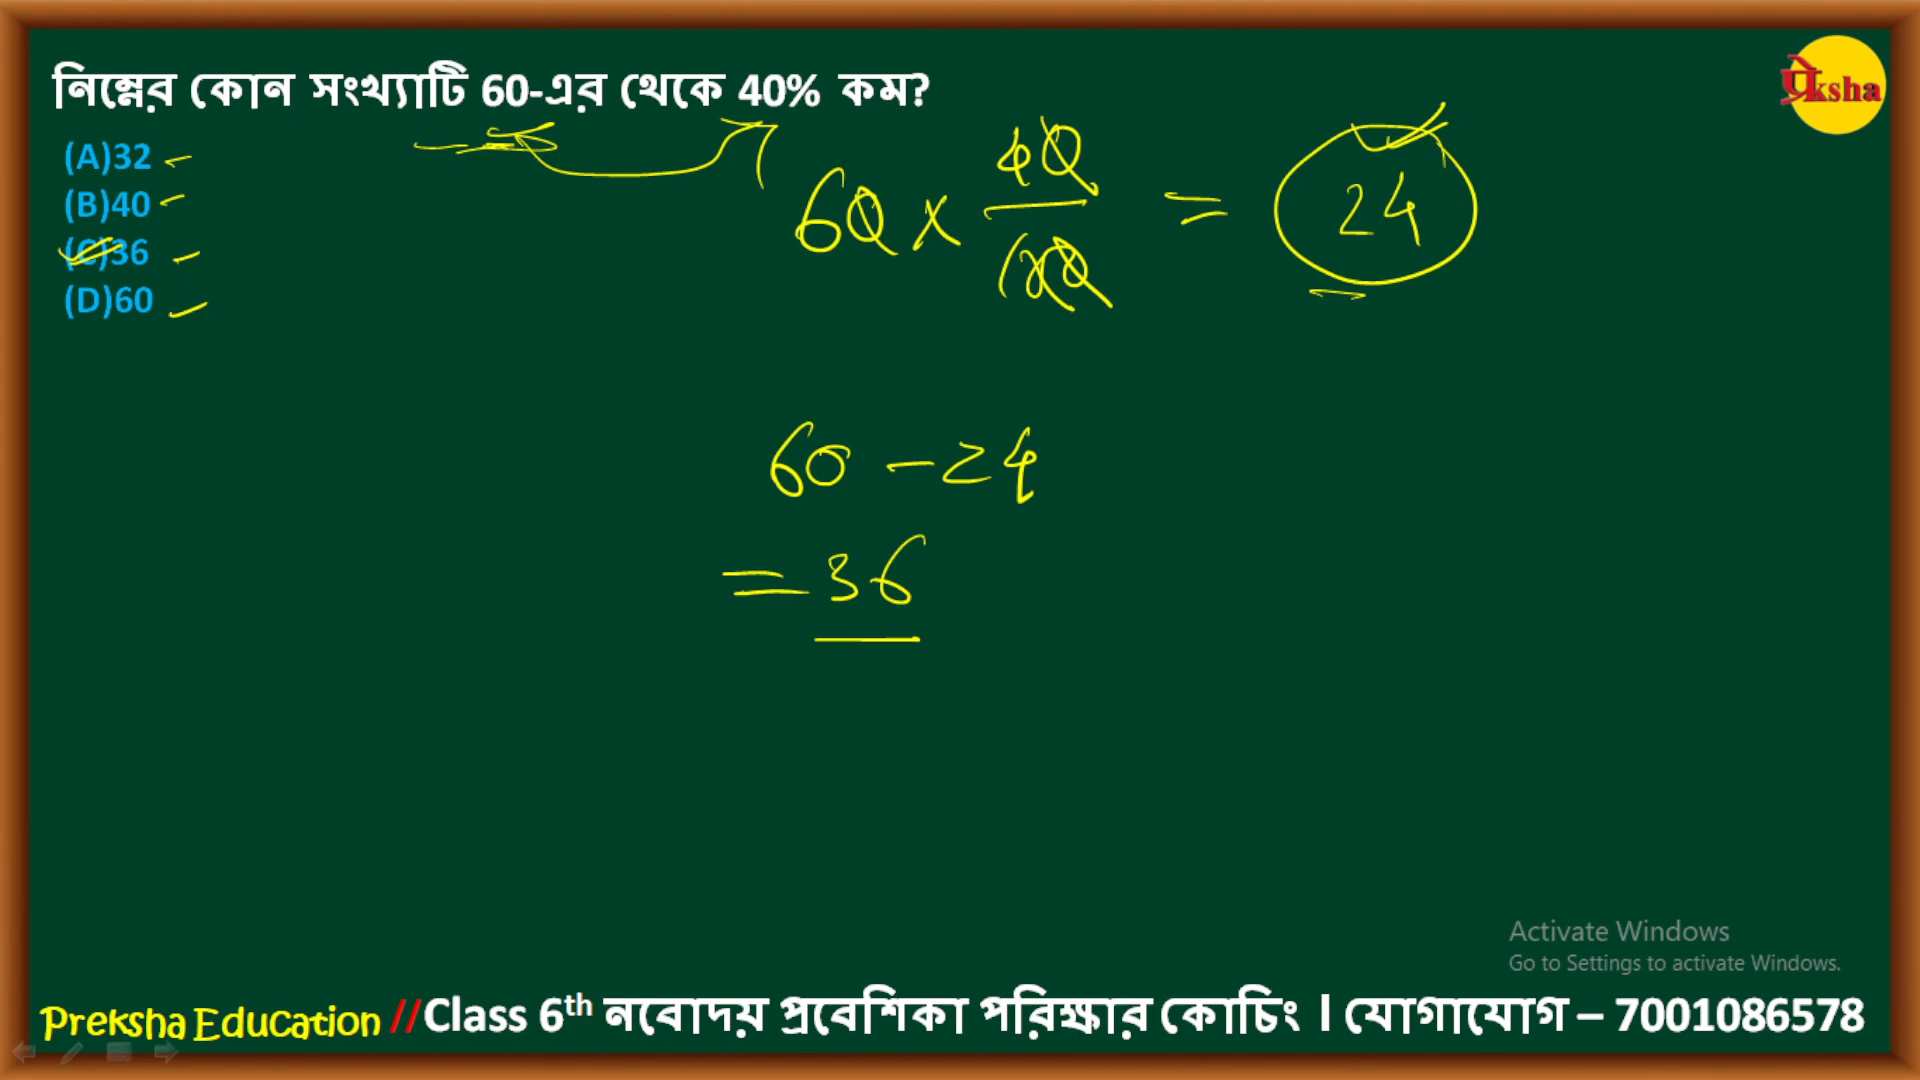 নিম্নের কোন সংখ্যাটি 60-এর থেকে 40% কম?
প্রেksha
(A)32
(B)40
(C)36
(D)60
60 × 40/100 = 24
60 - 24
= 36
Activate Windows
Go to Settings to activate Windows.
Preksha Education //Class 6th নবোদয় প্রবেশিকা পরিক্ষার কোচিং । যোগাযোগ – 7001086578